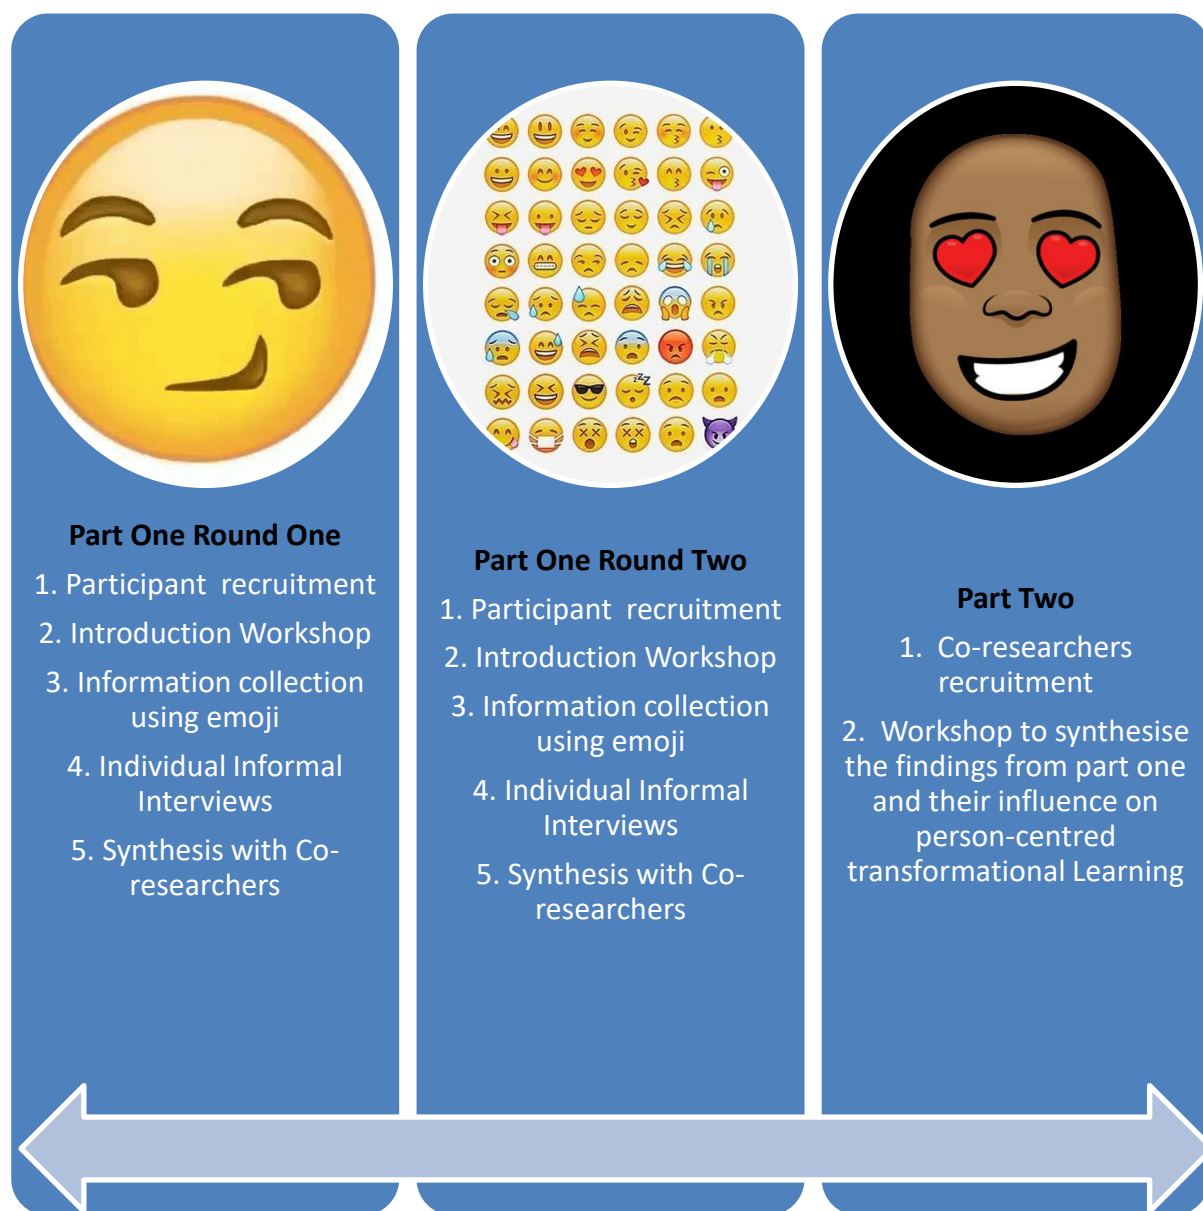 Part One Round One
1. Participant recruitment
2. Introduction Workshop
3. Information collection
using emoji
4. Individual Informal
Interviews
5. Synthesis with Co-
researchers
Part One Round Two
1. Participant recruitment
2. Introduction Workshop
3. Information collection
using emoji
4. Individual Informal
Interviews
5. Synthesis with Co-
researchers
Part Two
1. Co-researchers
recruitment
2. Workshop to synthesise
the findings from part one
and their influence on
person-centred
transformational Learning